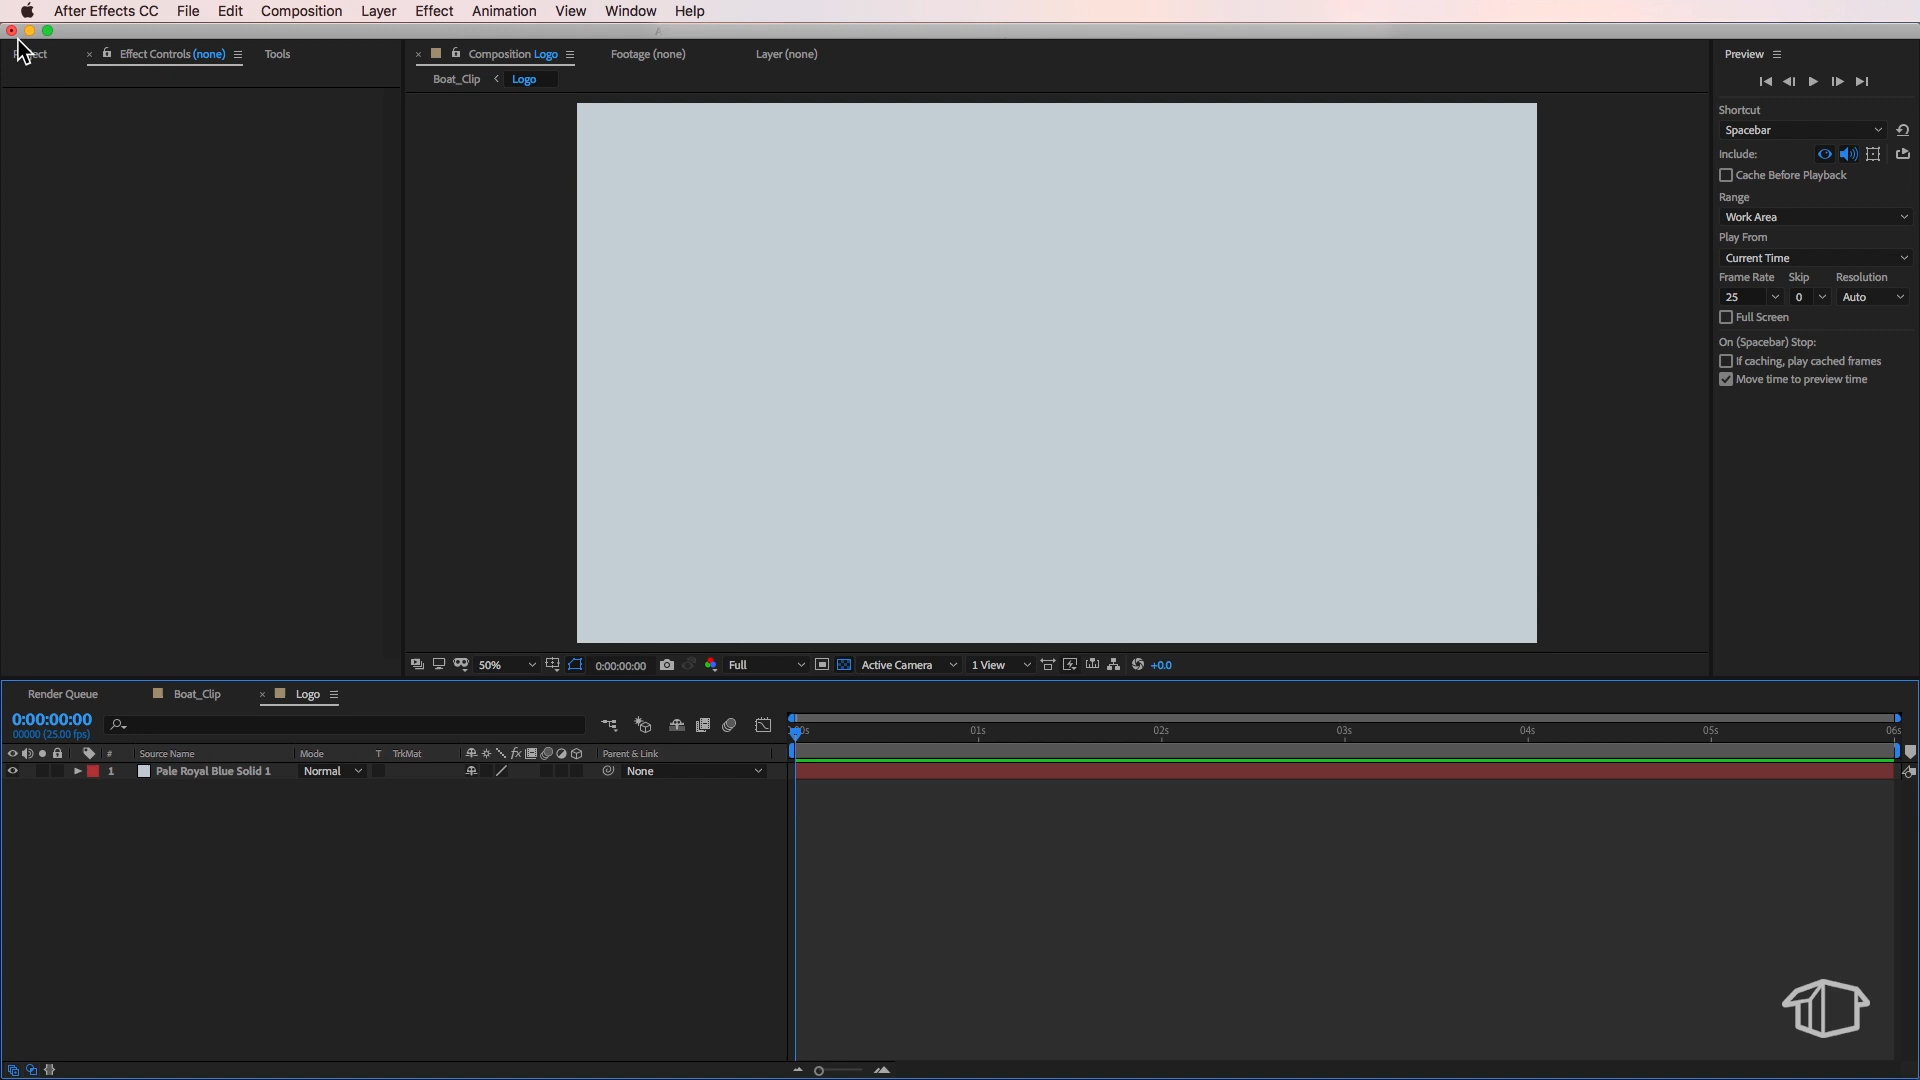 After Effects CC File Edit Composition Layer Effect Animation View Window Help
Effect Controls (none) Tools
Composition Logo Footage (none) Layer (none)
Boat_Clip Logo
Preview
Shortcut
Spacebar
Include:
Cache Before Playback
Range
Work Area
Play From
Current Time
Frame Rate Skip Resolution
25 0 Auto
Full Screen
On (Spacebar) Stop:
If caching, play cached frames
Move time to preview time
50% 0:00:00:00 Full Active Camera 1 View +0.0
Render Queue Boat_Clip Logo
0:00:00:00
00000 (25.00 fps)
01s 02s 03s 04s 05s 06s
# Source Name Mode T TrkMat fx Parent & Link
1 Pale Royal Blue Solid 1 Normal None